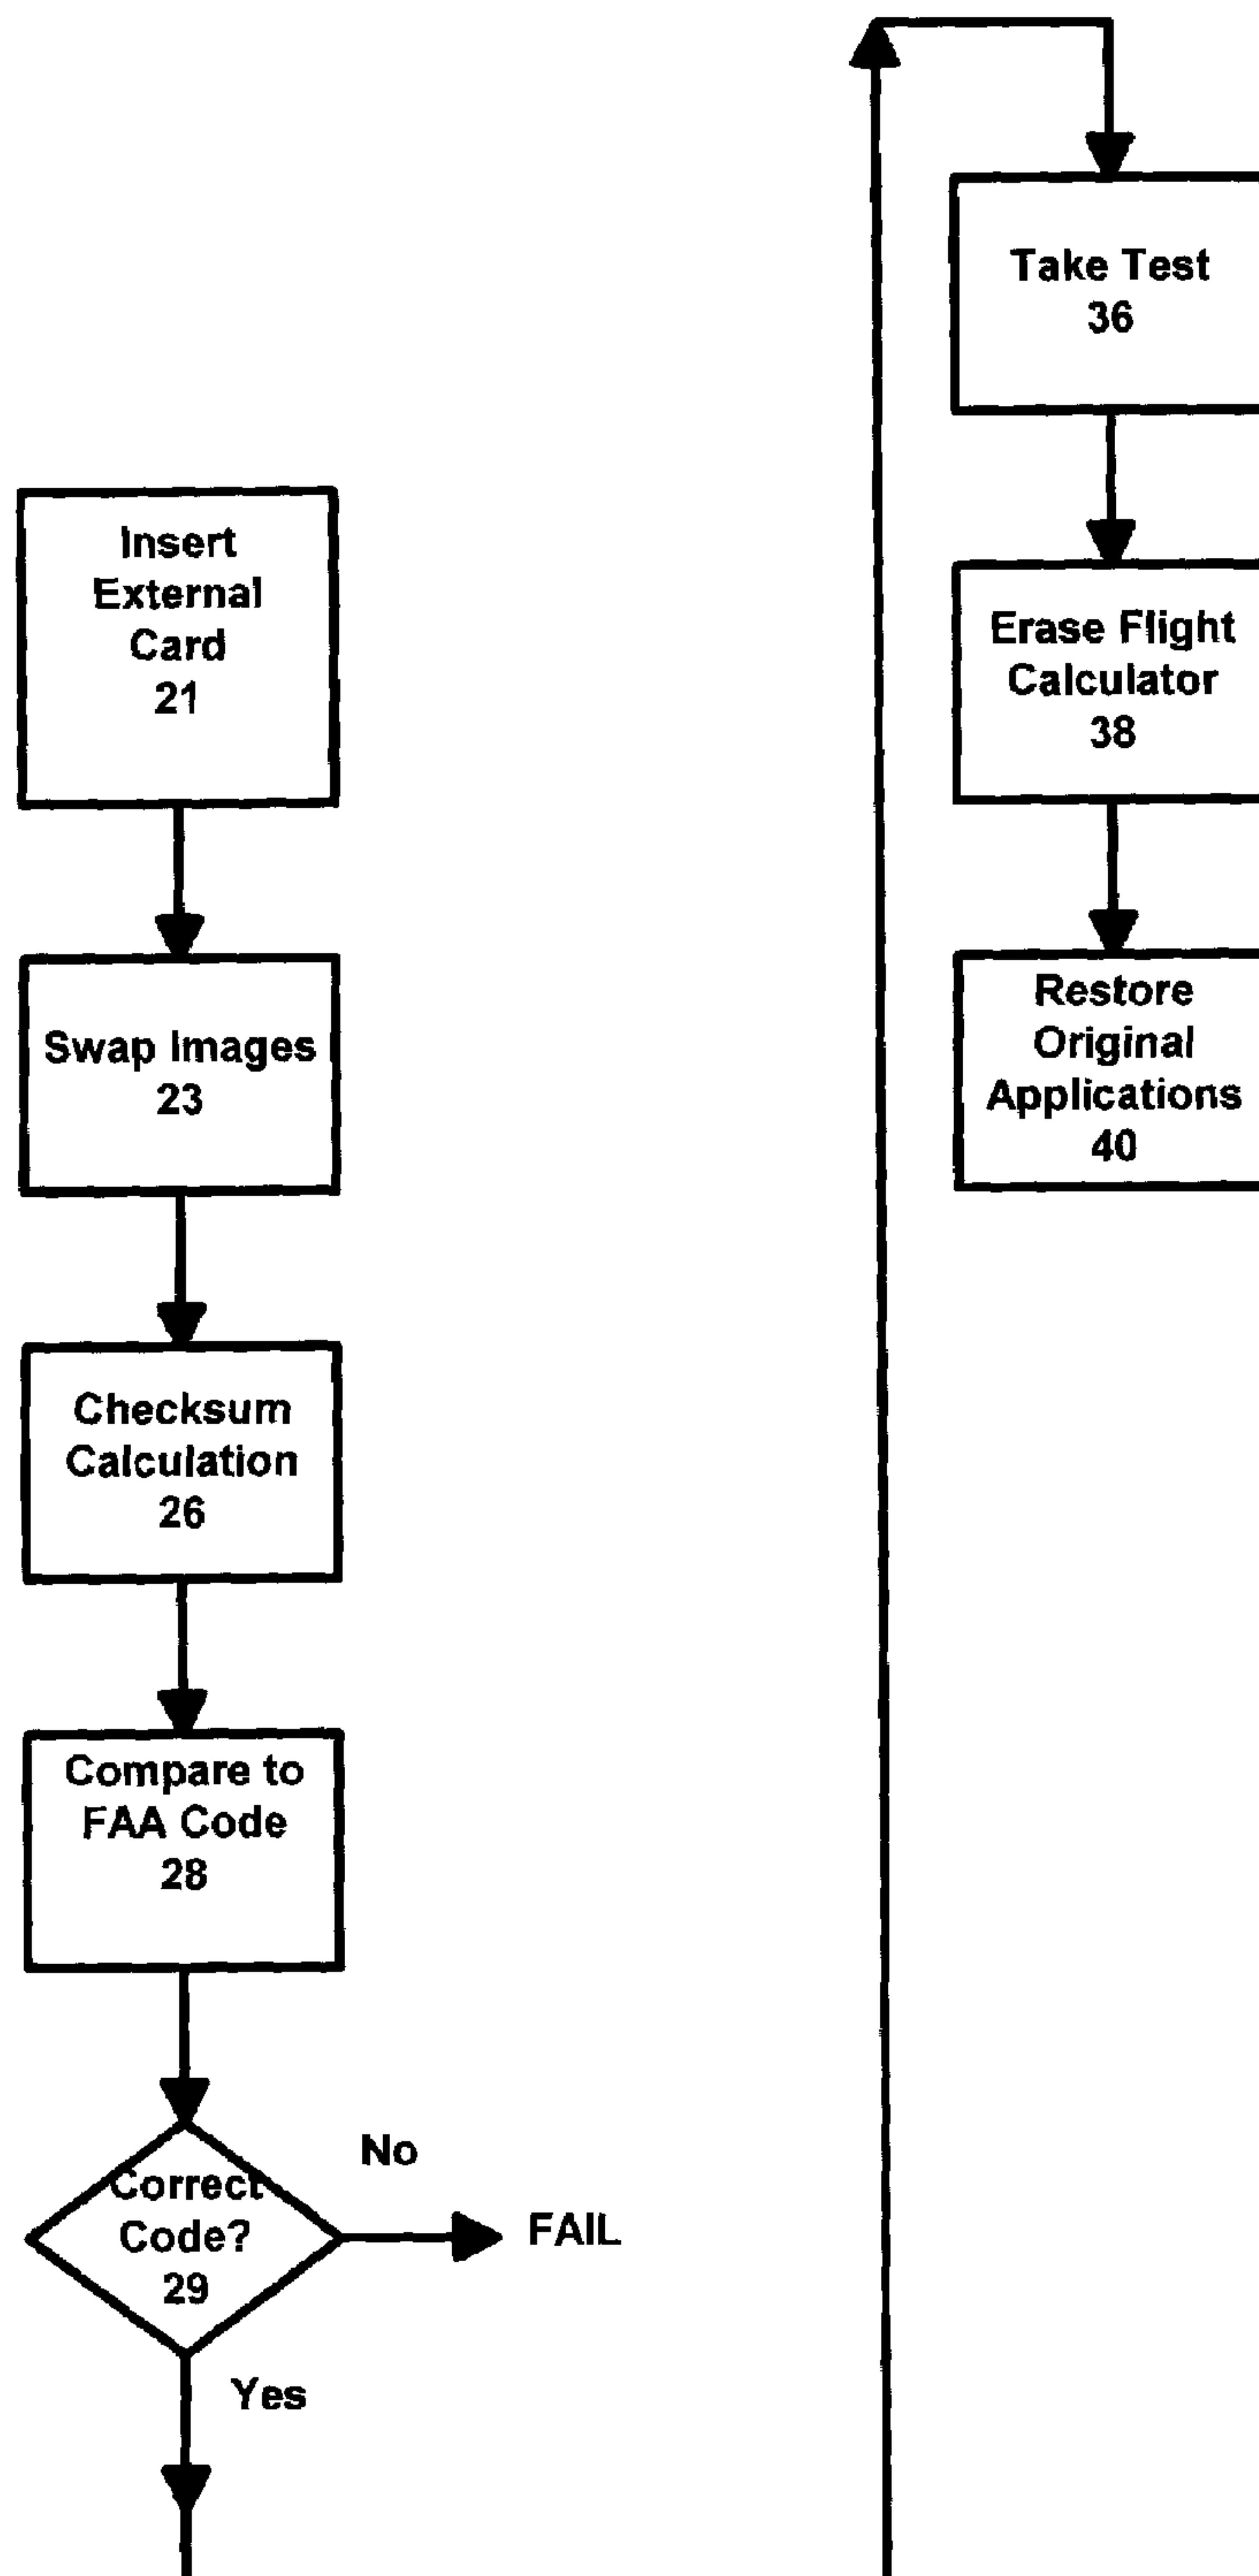 Insert
External
Card
21
Swap Images
23
Checksum
Calculation
26
Compare to
FAA Code
28
Correct
Code?
29
No
FAIL
Yes
Take Test
36
Erase Flight
Calculator
38
Restore
Original
Applications
40